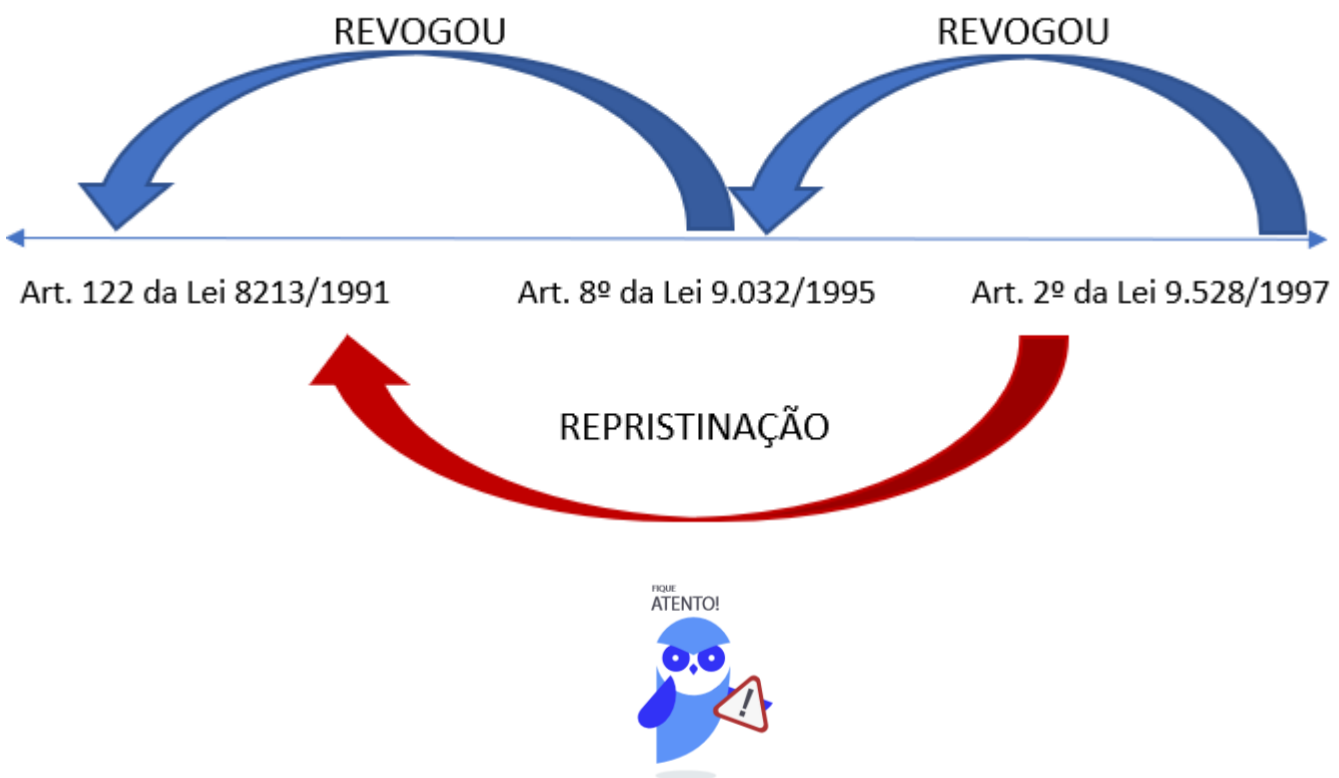 REVOGOU
REVOGOU
Art. 122 da Lei 8213/1991
Art. 8º da Lei 9.032/1995
Art. 2º da Lei 9.528/1997
REPRISTINAÇÃO
FIQUE
ATENTO!
!